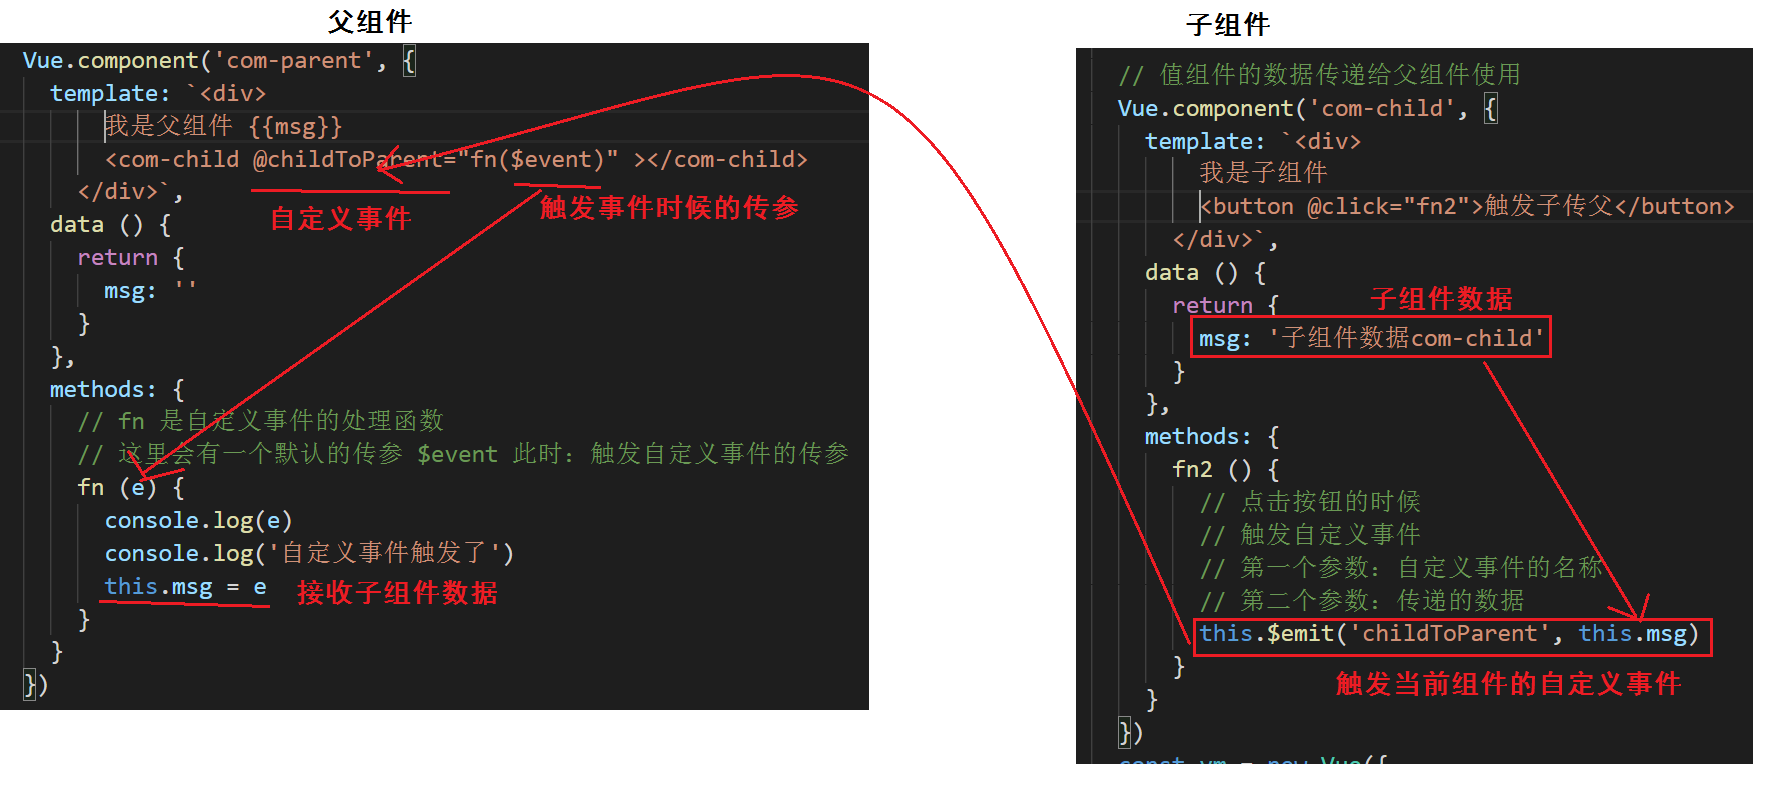 父组件
Vue.component('com-parent', {
template: `<div>
我是父组件 {{msg}}
<com-child @childToParent="fn($event)" ></com-child>
</div>`,
自定义事件
触发事件时候的传参
data () {
return {
msg: ''
}
},
methods: {
// fn 是自定义事件的处理函数
// 这里会有一个默认的传参 $event 此时：触发自定义事件的传参
fn (e) {
console.log(e)
console.log('自定义事件触发了')
this.msg = e
接收子组件数据
}
}
})
子组件
// 值组件的数据传递给父组件使用
Vue.component('com-child', {
template: `<div>
我是子组件
<button @click="fn2">触发子传父</button>
</div>`,
data () {
return {
子组件数据
msg: '子组件数据com-child'
}
},
methods: {
fn2 () {
// 点击按钮的时候
// 触发自定义事件
// 第一个参数：自定义事件的名称
// 第二个参数：传递的数据
this.$emit('childToParent', this.msg)
}
触发当前组件的自定义事件
}
})
const vm = new Vue({